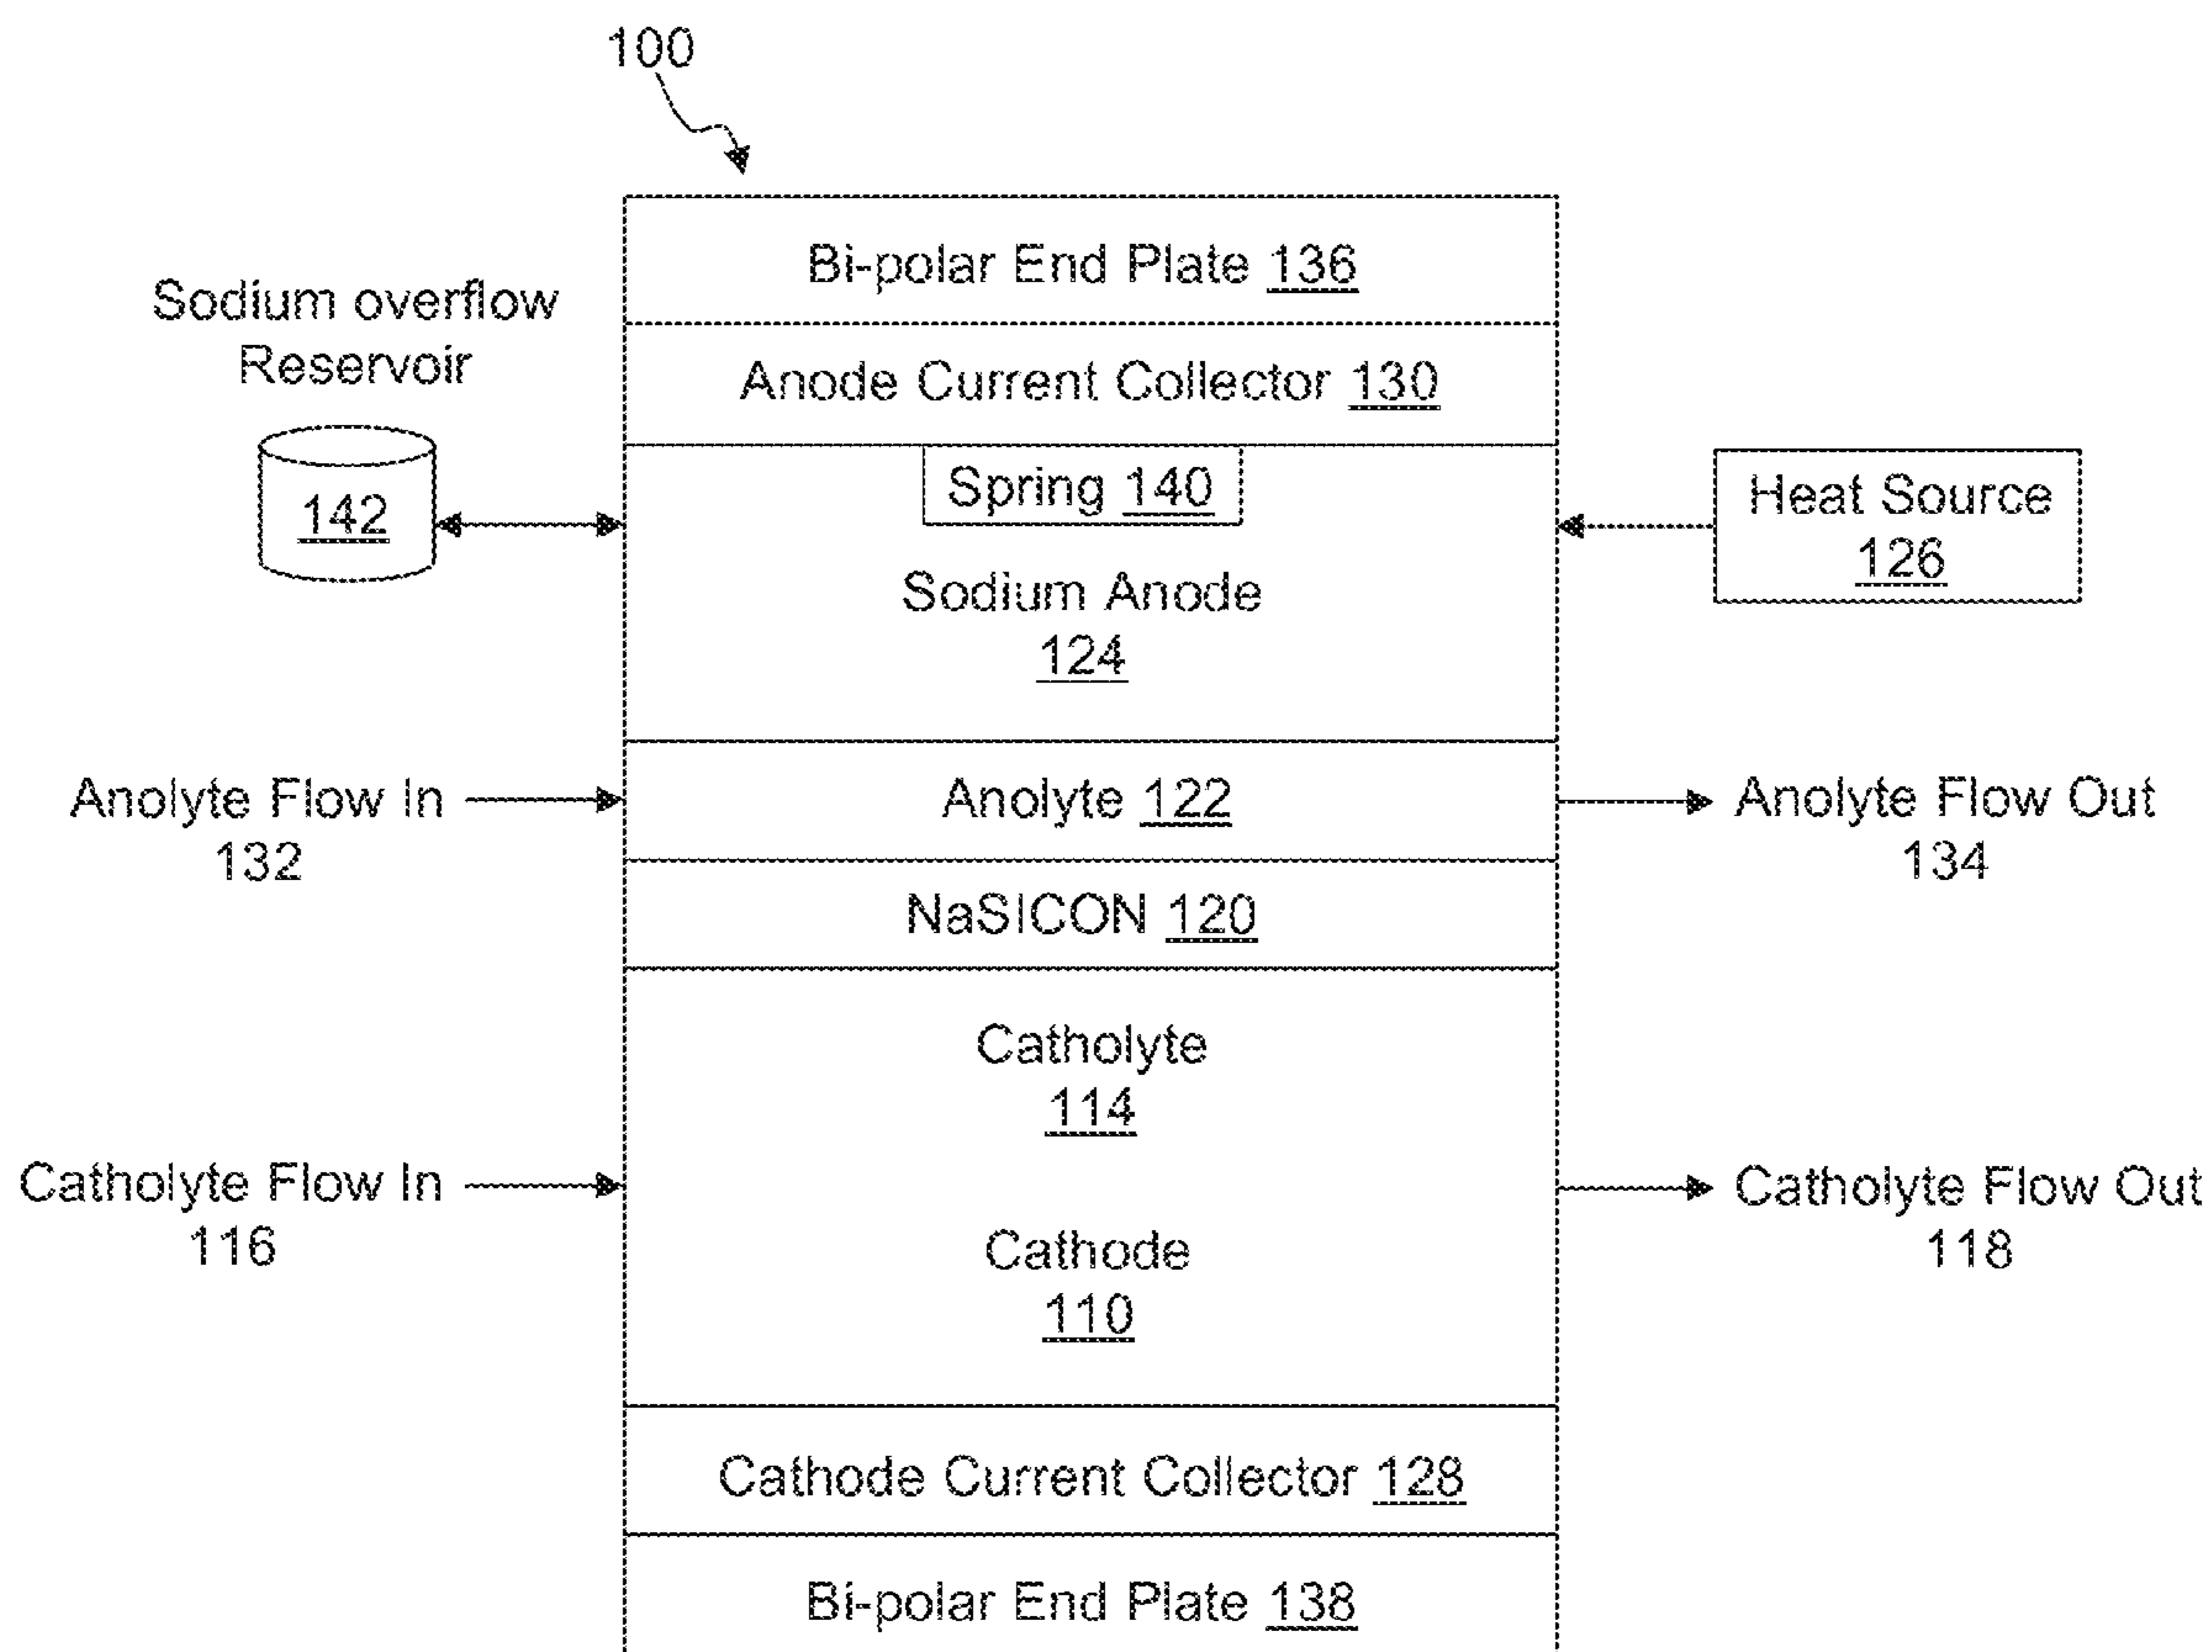 100
Bi-polar End Plate 136
Sodium overflow
Reservoir
Anode Current Collector 130
142
Spring 140
Heat Source
126
Sodium Anode
124
Anolyte Flow In
132
Anolyte 122
Anolyte Flow Out
134
NaSICON 120
Catholyte
114
Catholyte Flow In
116
Catholyte Flow Out
118
Cathode
110
Cathode Current Collector 128
Bi-polar End Plate 138